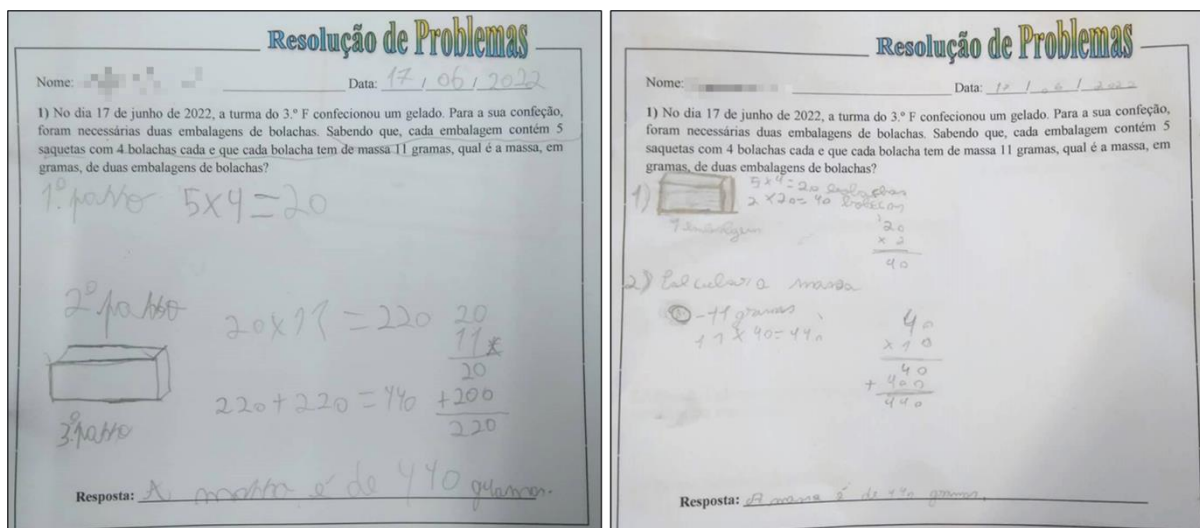 Resolução de Problemas
Nome:
Data: 17 / 06 / 2022
1) No dia 17 de junho de 2022, a turma do 3.º F confecionou um gelado. Para a sua confeção,
foram necessárias duas embalagens de bolachas. Sabendo que, cada embalagem contém 5
saquetas com 4 bolachas cada e que cada bolacha tem de massa 11 gramas, qual é a massa, em
gramas, de duas embalagens de bolachas?
1.º passo 5x4=20
2º passo
20x11=220
20
11x
20
+200
220
220+220=440
3º passo
Resposta: A massa é de 440 gramas.
Resolução de Problemas
Nome:
Data: / 06 / 2022
1) No dia 17 de junho de 2022, a turma do 3.º F confecionou um gelado. Para a sua confeção,
foram necessárias duas embalagens de bolachas. Sabendo que, cada embalagem contém 5
saquetas com 4 bolachas cada e que cada bolacha tem de massa 11 gramas, qual é a massa, em
gramas, de duas embalagens de bolachas?
1)
5x4=20
2x20=40
1 embalagem
20
x 2
40
2) Calcular a massa
-11 gramas
11x40=440
40
40
+ 400
440
Resposta: A massa é de 440 gramas.